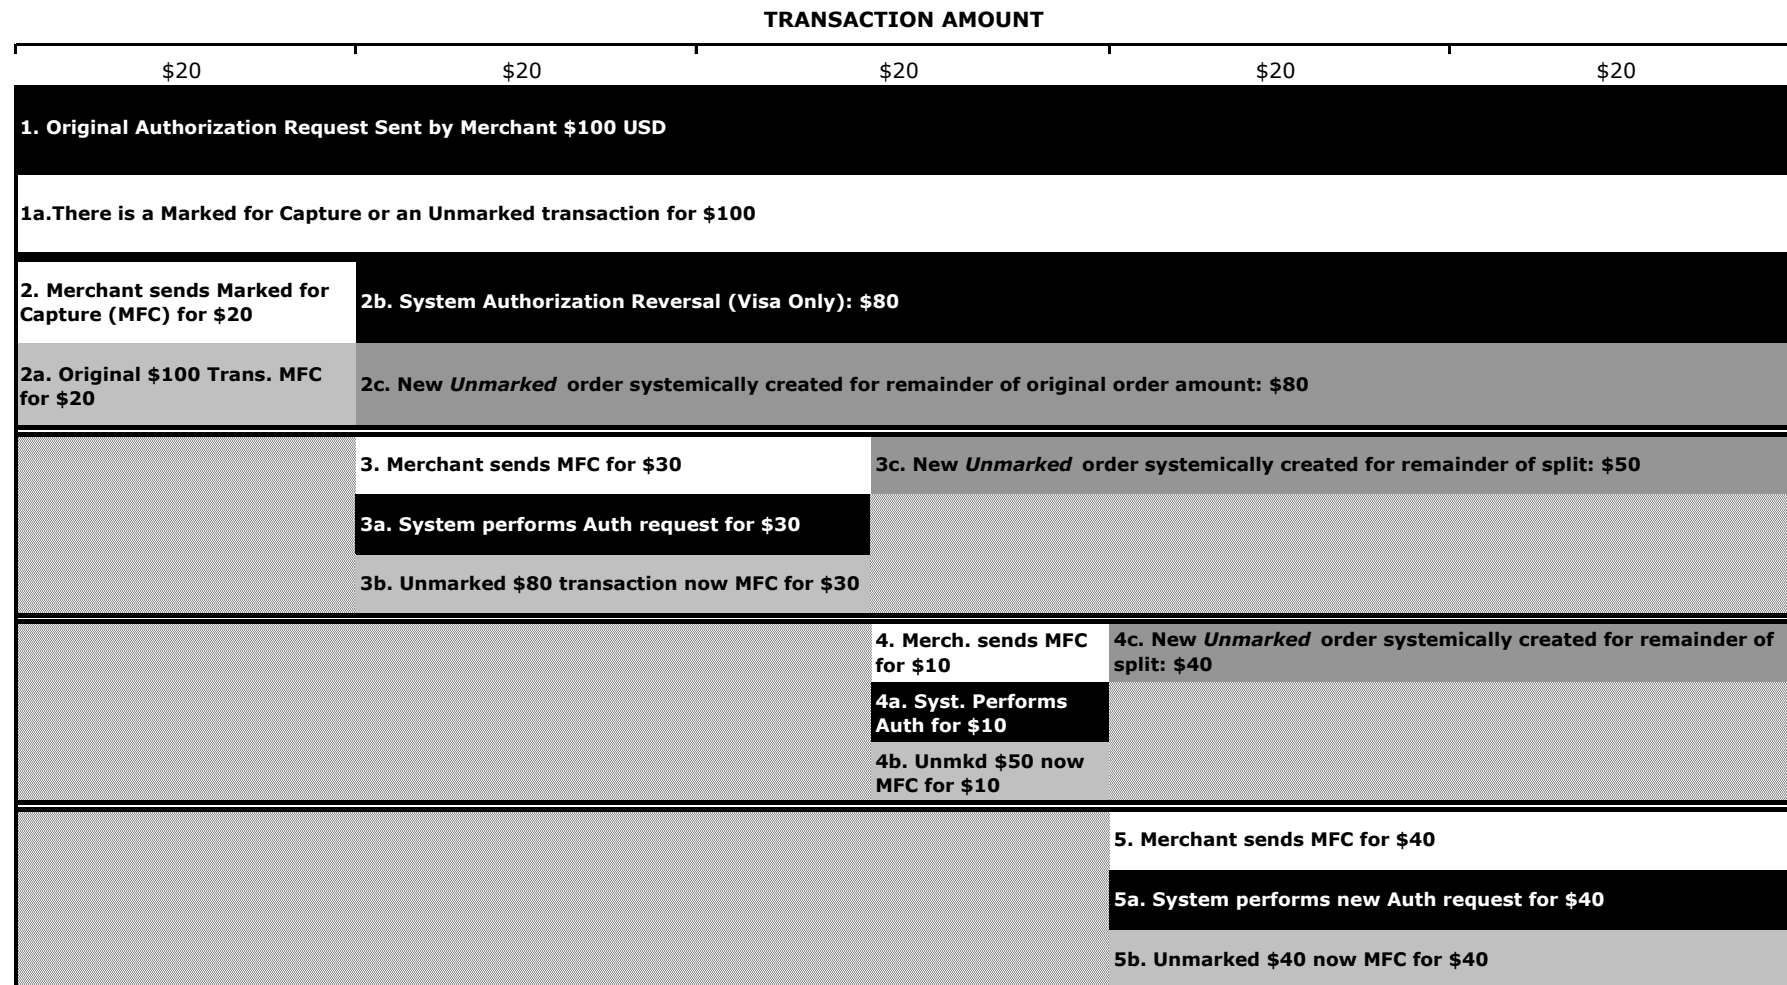 TRANSACTION AMOUNT
$20 $20 $20 $20 $20
1. Original Authorization Request Sent by Merchant $100 USD
1a.There is a Marked for Capture or an Unmarked transaction for $100
2. Merchant sends Marked for
Capture (MFC) for $20
2b. System Authorization Reversal (Visa Only): $80
2a. Original $100 Trans. MFC
for $20
2c. New Unmarked order systemically created for remainder of original order amount: $80
3. Merchant sends MFC for $30
3c. New Unmarked order systemically created for remainder of split: $50
3a. System performs Auth request for $30
3b. Unmarked $80 transaction now MFC for $30
4. Merch. sends MFC
for $10
4c. New Unmarked order systemically created for remainder of
split: $40
4a. Syst. Performs
Auth for $10
4b. Unmkd $50 now
MFC for $10
5. Merchant sends MFC for $40
5a. System performs new Auth request for $40
5b. Unmarked $40 now MFC for $40